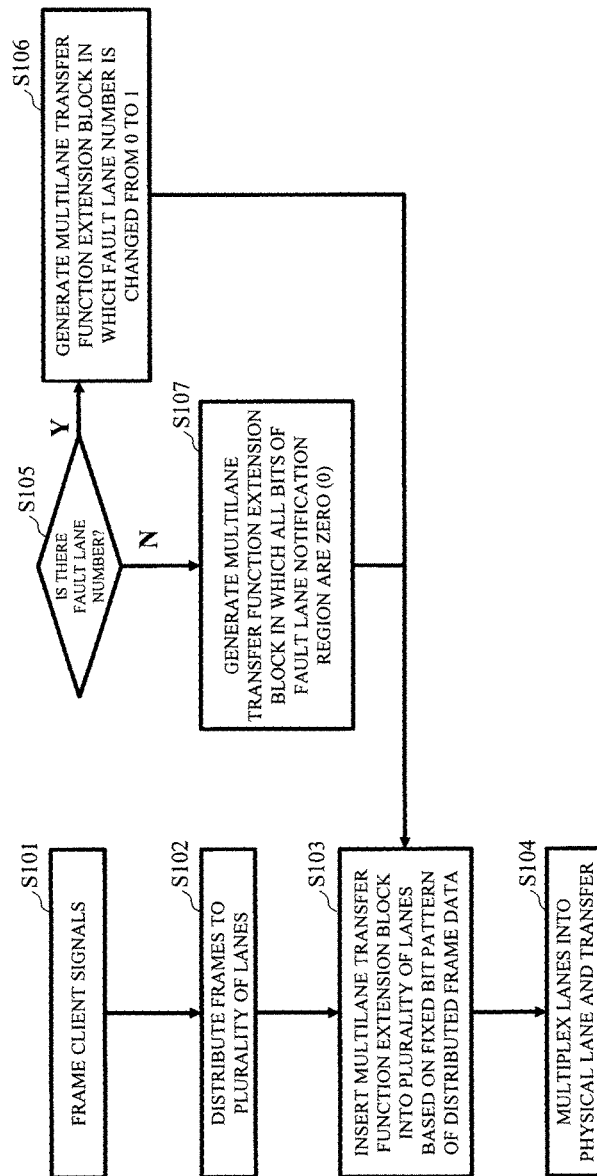 S101
FRAME CLIENT SIGNALS
S102
DISTRIBUTE FRAMES TO
PLURALITY OF LANES
S103
INSERT MULTILANE TRANSFER
FUNCTION EXTENSION BLOCK
INTO PLURALITY OF LANES
BASED ON FIXED BIT PATTERN
OF DISTRIBUTED FRAME DATA
S104
MULTIPLEX LANES INTO
PHYSICAL LANE AND TRANSFER
S105
IS THERE
FAULT LANE
NUMBER?
Y
N
S106
GENERATE MULTILANE TRANSFER
FUNCTION EXTENSION BLOCK IN
WHICH FAULT LANE NUMBER IS
CHANGED FROM 0 TO 1
S107
GENERATE MULTILANE
TRANSFER FUNCTION EXTENSION
BLOCK IN WHICH ALL BITS OF
FAULT LANE NOTIFICATION
REGION ARE ZERO (0)